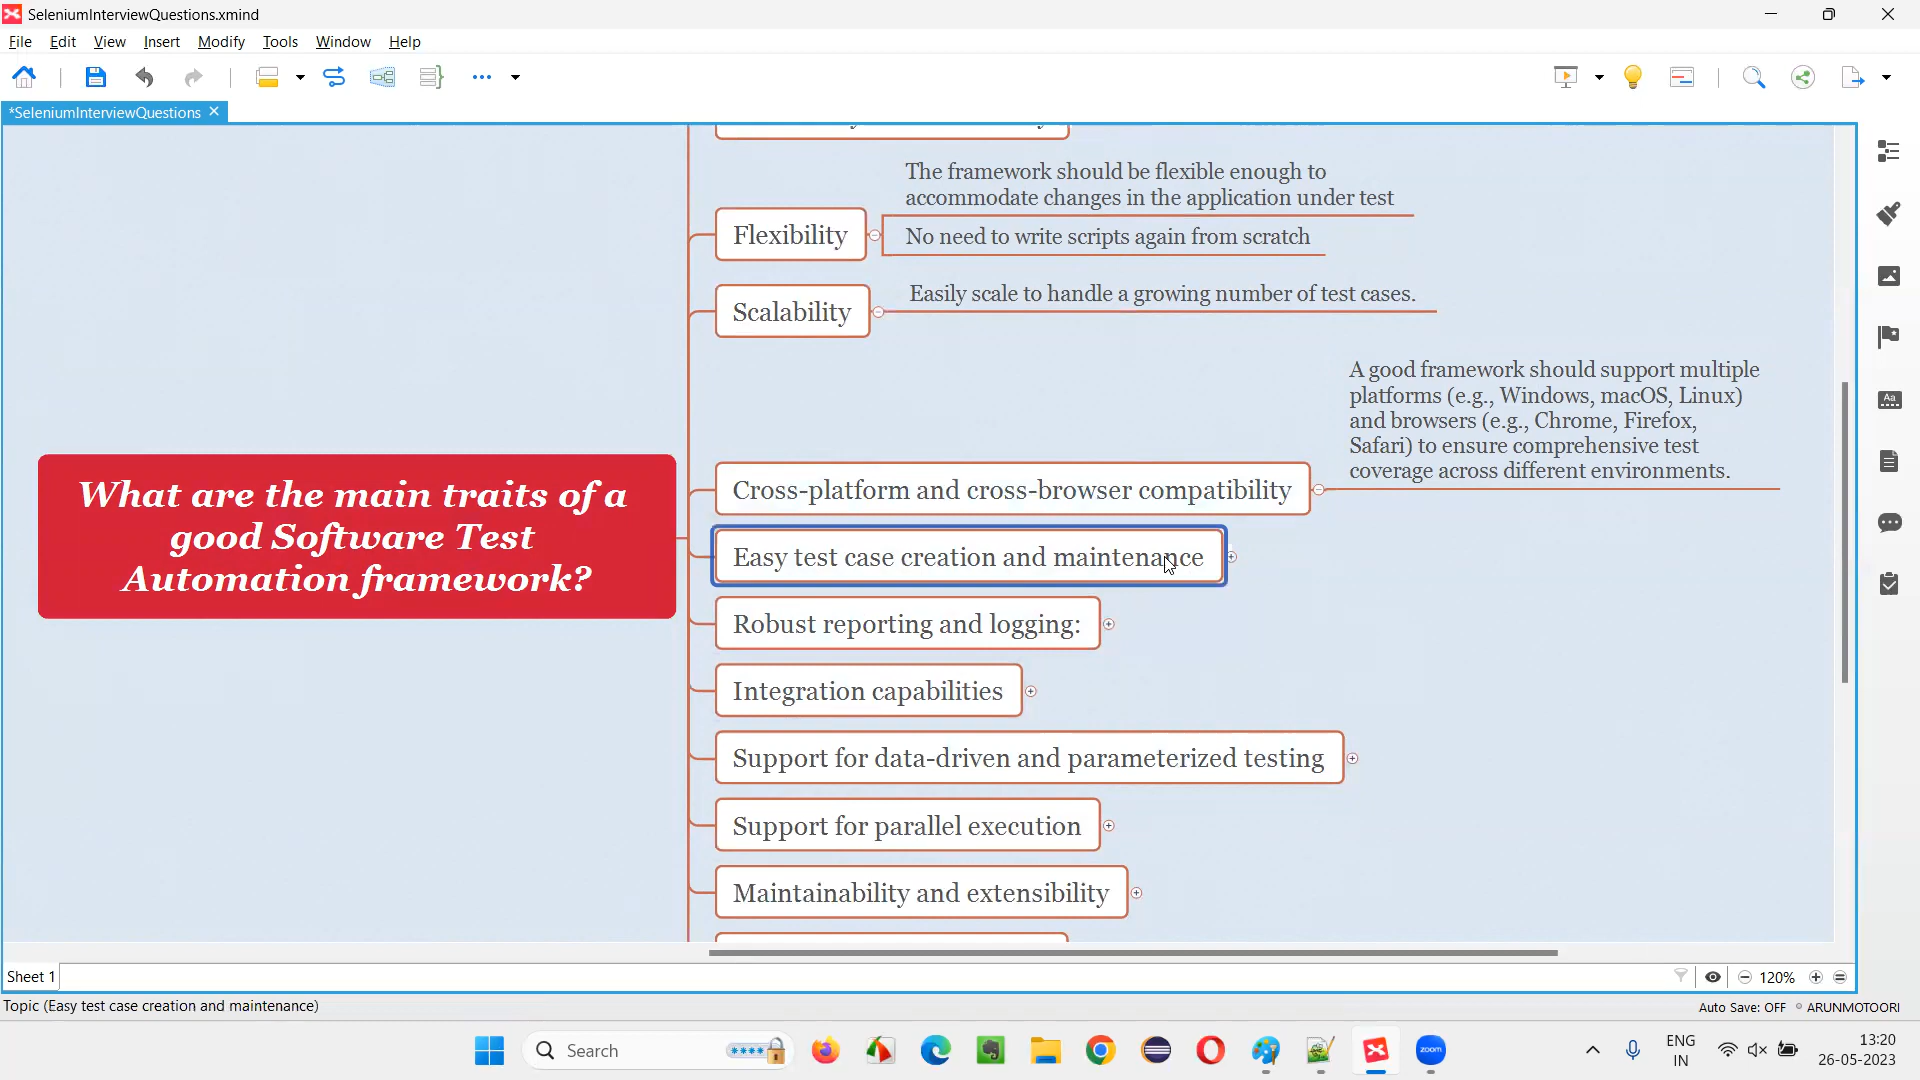 SeleniumInterviewQuestions.xmind
File Edit View Insert Modify Tools Window Help
*SeleniumInterviewQuestions
The framework should be flexible enough to
accommodate changes in the application under test
Flexibility
No need to write scripts again from scratch
Scalability
Easily scale to handle a growing number of test cases.
A good framework should support multiple
platforms (e.g., Windows, macOS, Linux)
and browsers (e.g., Chrome, Firefox,
Safari) to ensure comprehensive test
coverage across different environments.
Cross-platform and cross-browser compatibility
What are the main traits of a
good Software Test
Automation framework?
Easy test case creation and maintenance
Robust reporting and logging:
Integration capabilities
Support for data-driven and parameterized testing
Support for parallel execution
Maintainability and extensibility
Sheet 1
120%
Topic (Easy test case creation and maintenance)
Auto Save: OFF
ARUNMOTOORI
Search
zoom
ENG
IN
13:20
26-05-2023